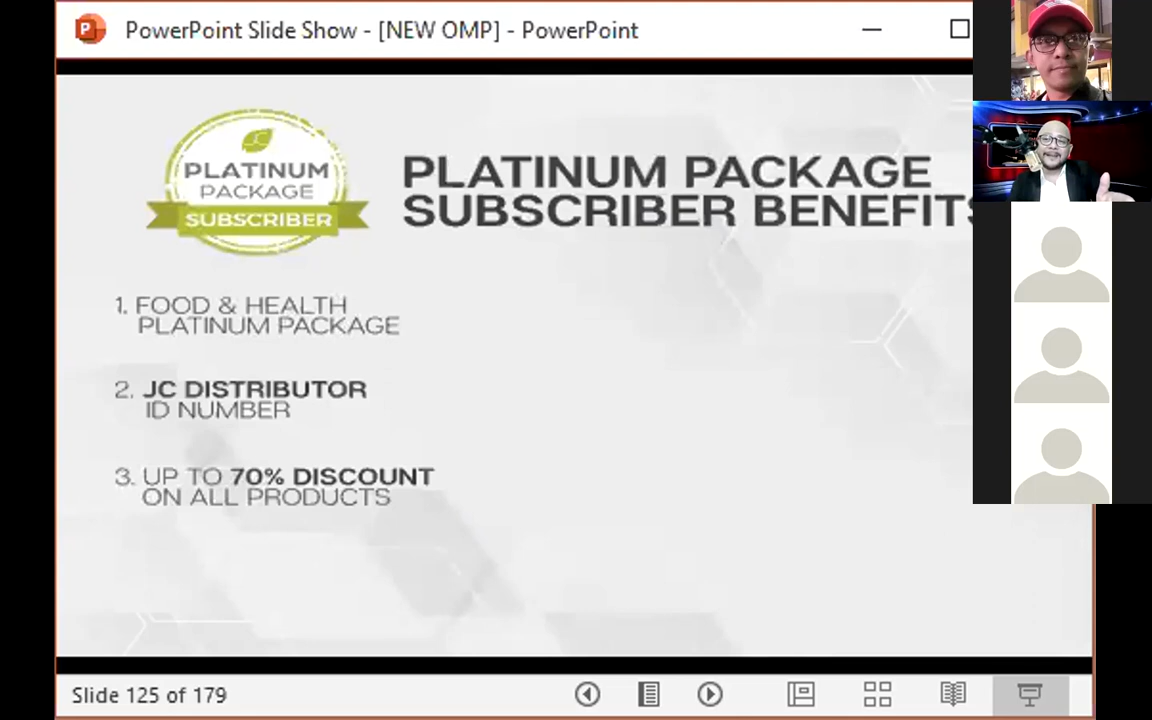 PowerPoint Slide Show - [NEW OMP] - PowerPoint
PLATINUM
PACKAGE
SUBSCRIBER
PLATINUM PACKAGE
SUBSCRIBER BENEFITS
1. FOOD & HEALTH
PLATINUM PACKAGE
2. JC DISTRIBUTOR
ID NUMBER
3. UP TO 70% DISCOUNT
ON ALL PRODUCTS
Slide 125 of 179